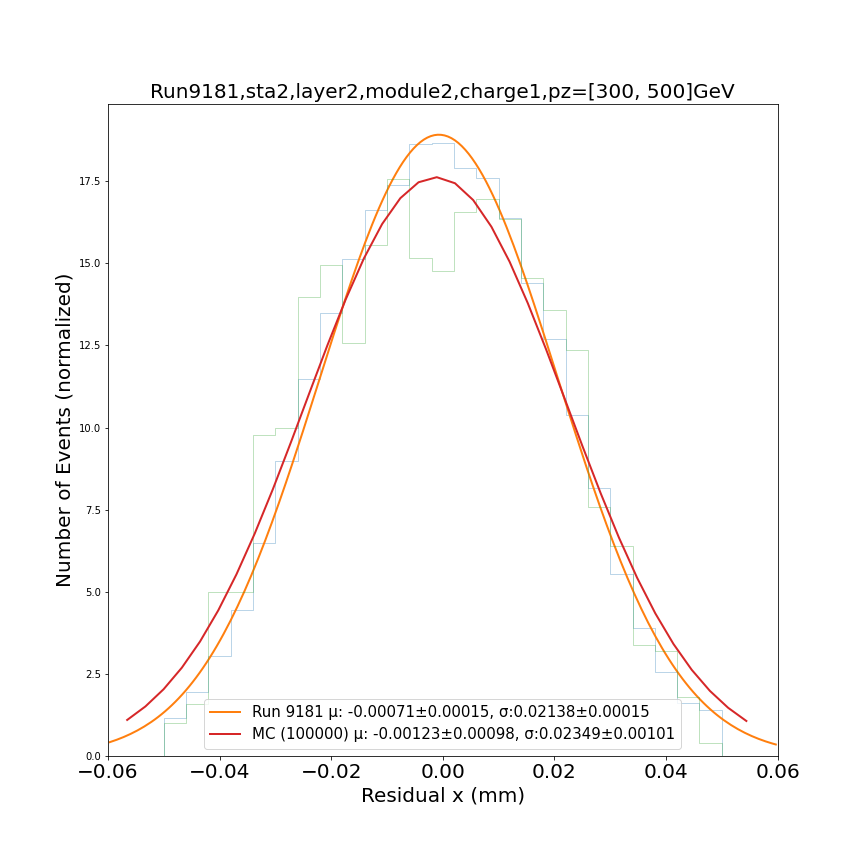 Run9181,sta2,layer2,module2,charge1,pz=[300, 500]GeV
Number of Events (normalized)
17.5
15.0
12.5
10.0
7.5
5.0
2.5
0.0
Run 9181 μ: -0.00071±0.00015, σ:0.02138±0.00015
MC (100000) μ: -0.00123±0.00098, σ:0.02349±0.00101
−0.06 −0.04 −0.02 0.00 0.02 0.04 0.06
Residual x (mm)